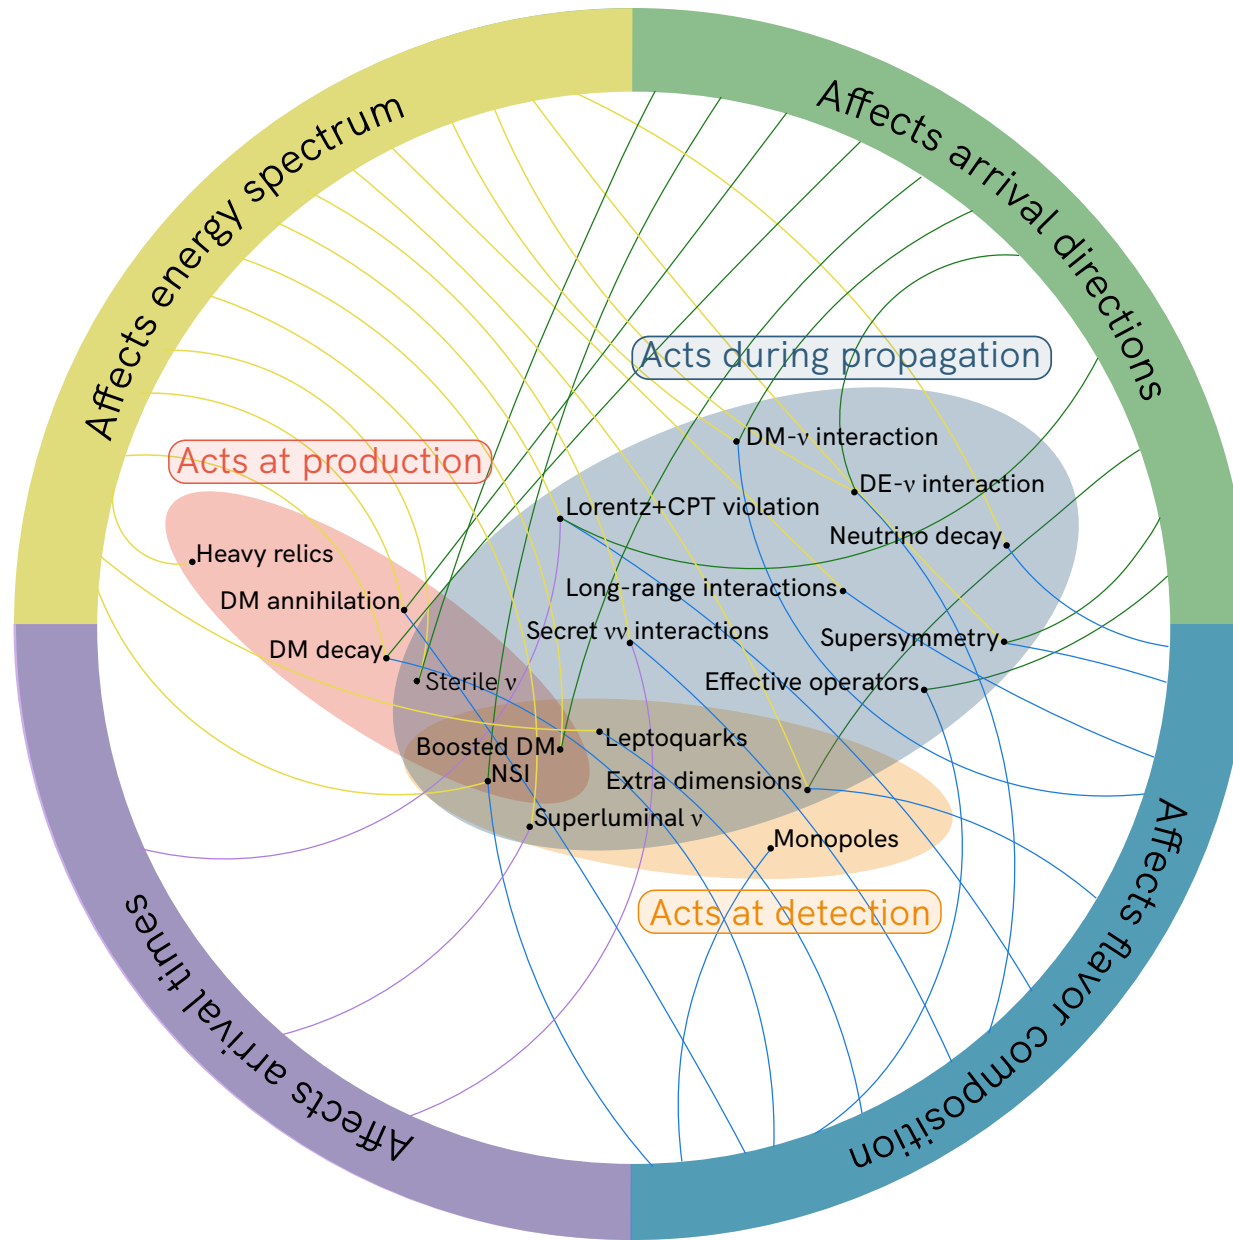 Affects energy spectrum
Affects arrival directions
Acts during propagation
DM-ν interaction
Acts at production
DE-ν interaction
Lorentz+CPT violation
Neutrino decay
Heavy relics
Long-range interactions
DM annihilation
Secret νν interactions
Supersymmetry
DM decay
Sterile ν
Effective operators
Leptoquarks
Boosted DM
NSI
Extra dimensions
Superluminal ν
Monopoles
Acts at detection
Affects arrival times
Affects flavor composition